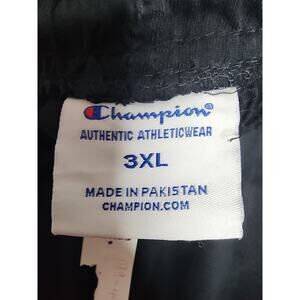 Champion®
AUTHENTIC ATHLETICWEAR
3XL
MADE IN PAKISTAN
CHAMPION.COM